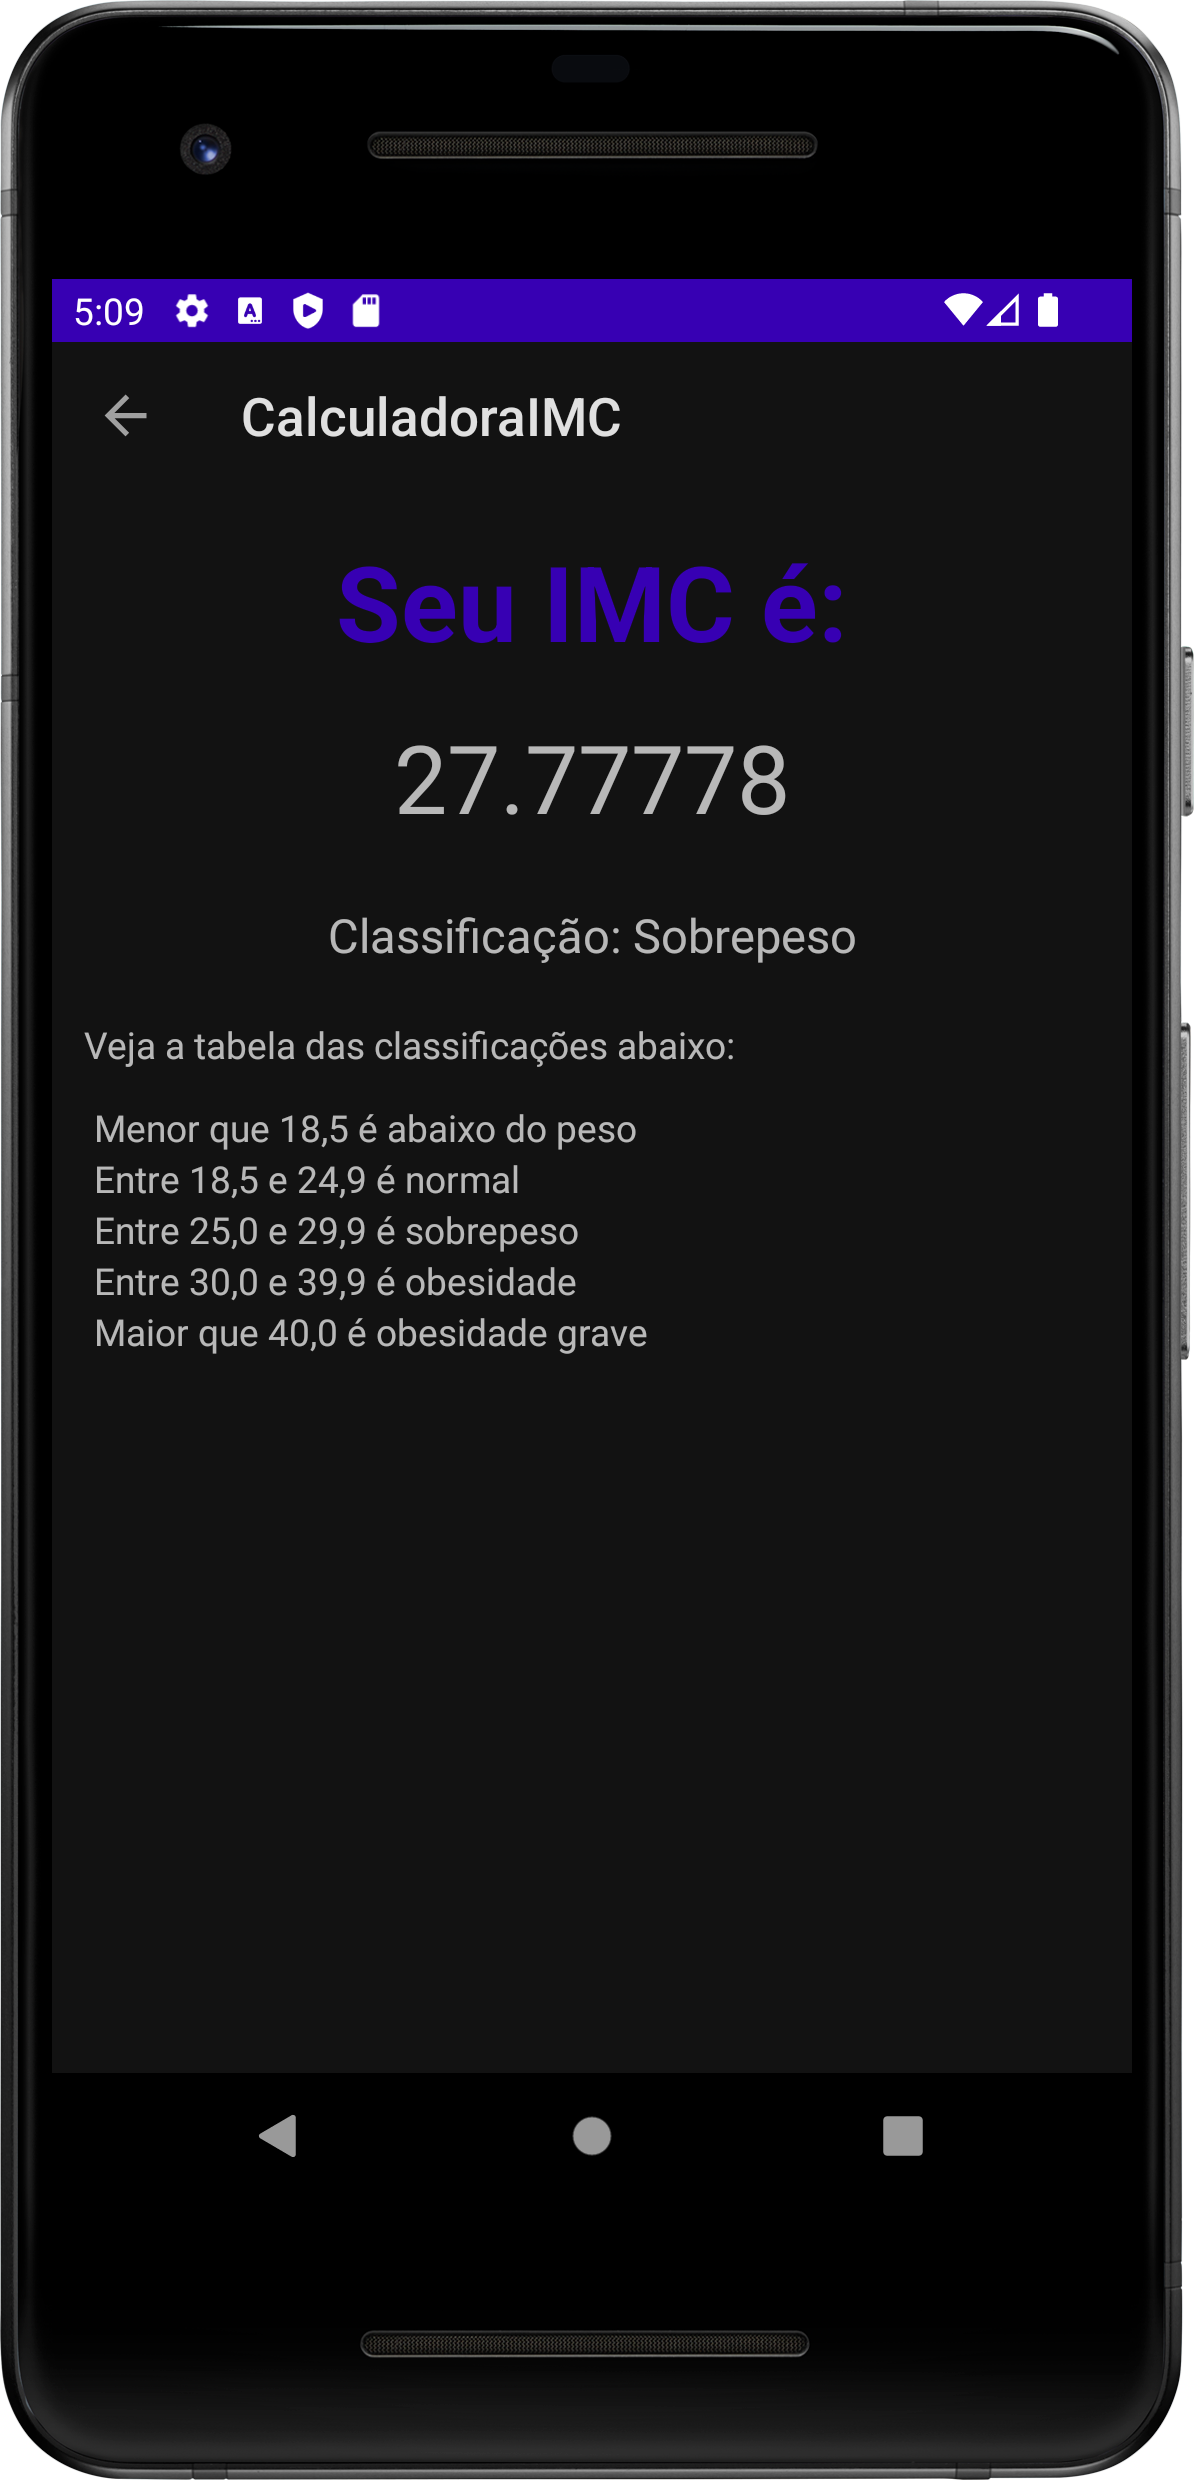 5:09
CalculadoraIMC
Seu IMC é:
27.77778
Classificação: Sobrepeso
Veja a tabela das classificações abaixo:
Menor que 18,5 é abaixo do peso
Entre 18,5 e 24,9 é normal
Entre 25,0 e 29,9 é sobrepeso
Entre 30,0 e 39,9 é obesidade
Maior que 40,0 é obesidade grave